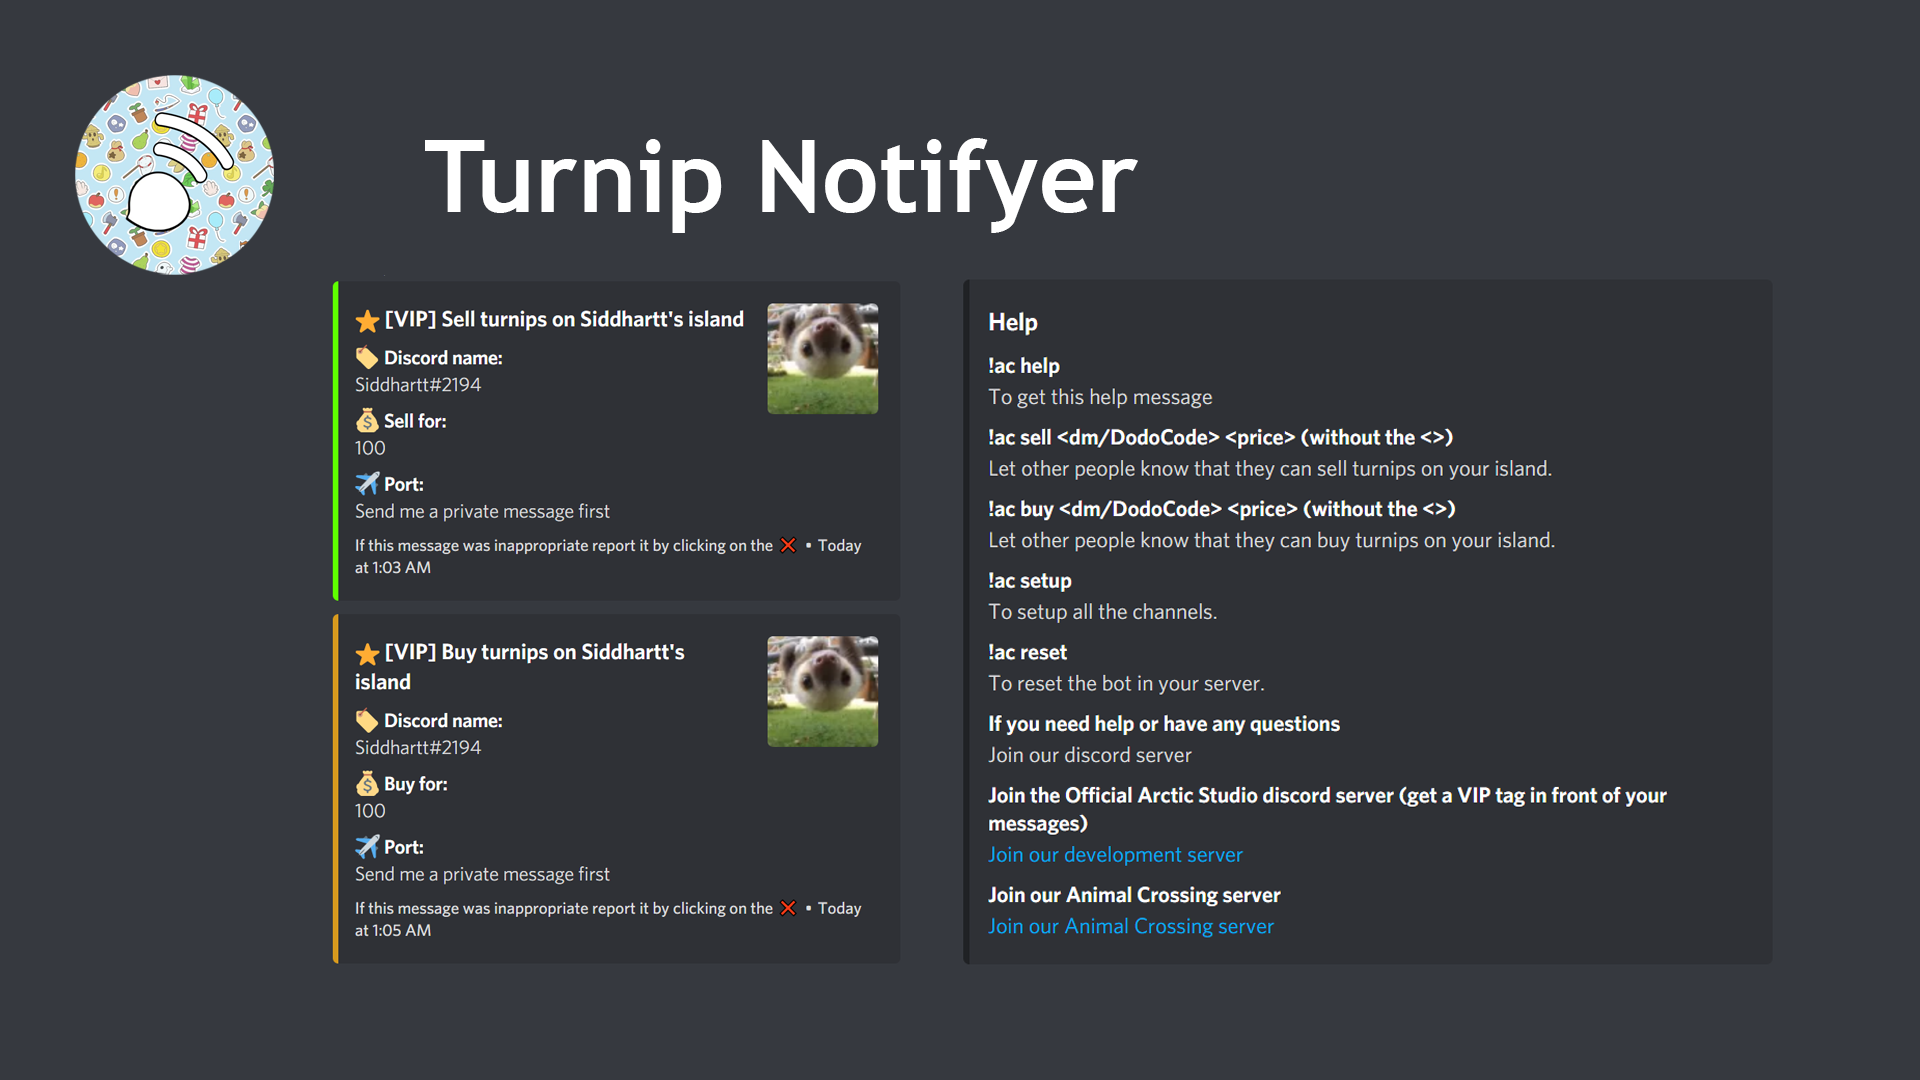 Turnip Notifyer
⭐ [VIP] Sell turnips on Siddhartt's island
🏷️ Discord name:
Siddhartt#2194
💰 Sell for:
100
✈️ Port:
Send me a private message first
If this message was inappropriate report it by clicking on the ❌ • Today
at 1:03 AM
⭐ [VIP] Buy turnips on Siddhartt's
island
🏷️ Discord name:
Siddhartt#2194
💰 Buy for:
100
✈️ Port:
Send me a private message first
If this message was inappropriate report it by clicking on the ❌ • Today
at 1:05 AM
Help
!ac help
To get this help message
!ac sell <dm/DodoCode> <price> (without the <>)
Let other people know that they can sell turnips on your island.
!ac buy <dm/DodoCode> <price> (without the <>)
Let other people know that they can buy turnips on your island.
!ac setup
To setup all the channels.
!ac reset
To reset the bot in your server.
If you need help or have any questions
Join our discord server
Join the Official Arctic Studio discord server (get a VIP tag in front of your
messages)
Join our development server
Join our Animal Crossing server
Join our Animal Crossing server